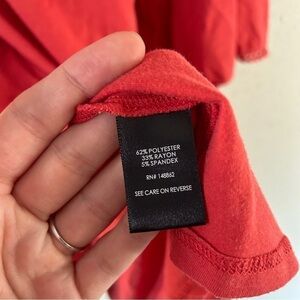 62% POLYESTER
33% RAYON
5% SPANDEX
RN# 148862
SEE CARE ON REVERSE